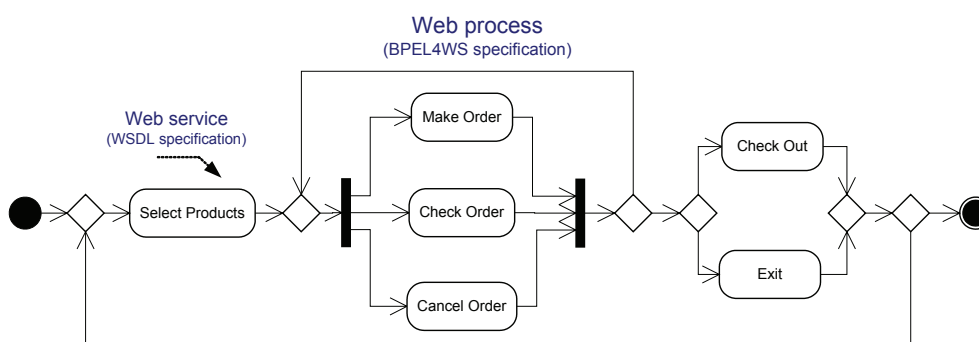 Web process
(BPEL4WS specification)
Web service
(WSDL specification)
Make Order
Check Out
Select Products
Check Order
Exit
Cancel Order